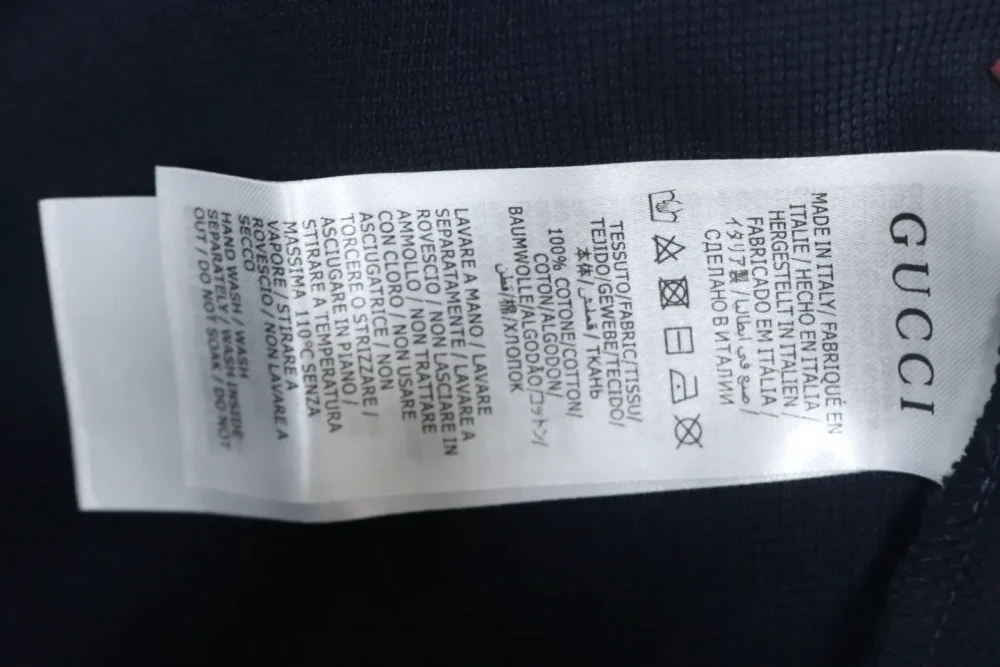 GUCCI
MADE IN ITALY/ FABRIQUÉ EN
ITALIE / HECHO EN ITALIA /
HERGESTELLT IN ITALIEN /
FABRICADO EM ITÁLIA /
イタリア製 / صنع في ايطاليا /
СДЕЛАНО В ИТАЛИИ
TESSUTO/FABRIC/TISSU/
TEJIDO/GEWEBE/TECIDO/
本体/ قماش / ТКАНЬ
100% COTONE/COTTON/
COTON/ALGODON/
BAUMWOLLE/ALGODÃO/コットン/
قطن/棉/ХЛОПОК
LAVARE A MANO / LAVARE
SEPARATAMENTE / LAVARE A
ROVESCIO / NON LASCIARE IN
AMMOLLO / NON TRATTARE
CON CLORO / NON USARE
ASCIUGATRICE / NON
TORCERE O STRIZZARE /
ASCIUGARE IN PIANO /
STIRARE A TEMPERATURA
MASSIMA 110°C SENZA
VAPORE / STIRARE A
ROVESCIO / NON LAVARE A
SECCO
HAND WASH / WASH
SEPARATELY / WASH INSIDE
OUT / DO NOT SOAK / DO NOT